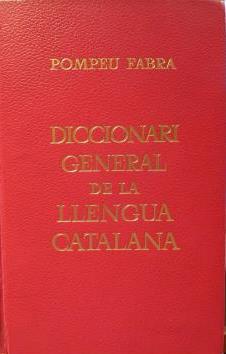 POMPEU FABRA
DICCIONARI
GENERAL
DE LA
LLENGUA
CATALANA